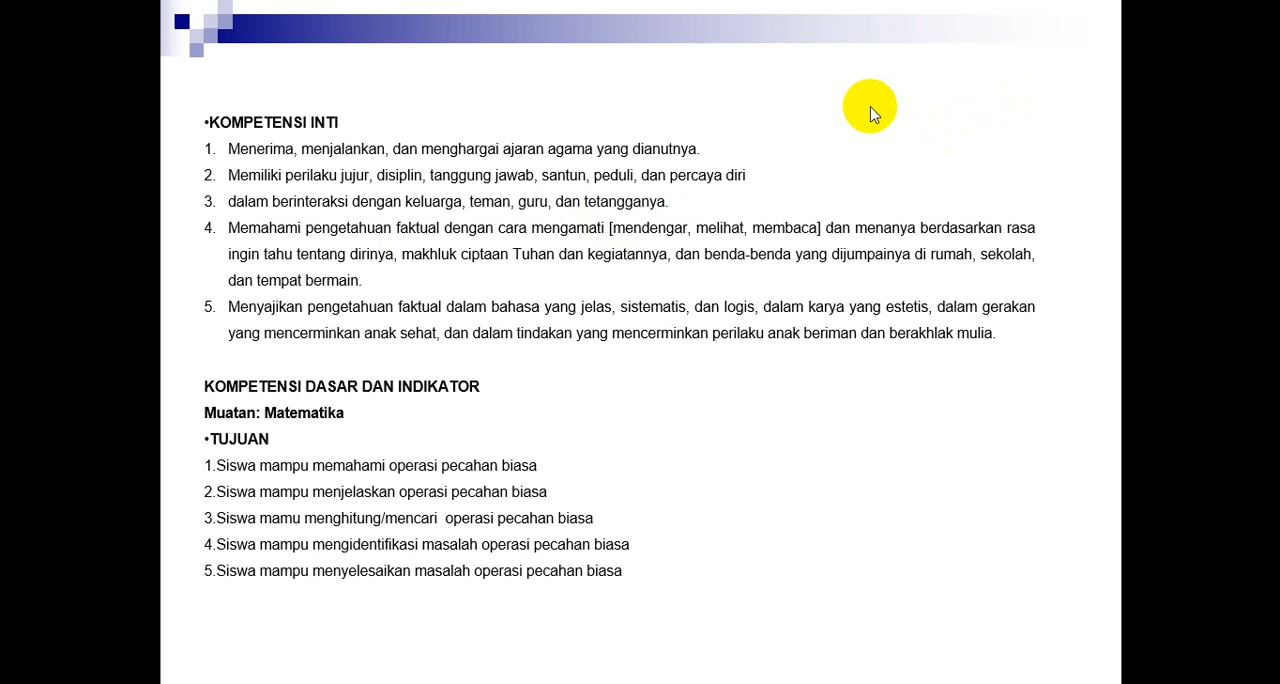 •KOMPETENSI INTI
1. Menerima, menjalankan, dan menghargai ajaran agama yang dianutnya.
2. Memiliki perilaku jujur, disiplin, tanggung jawab, santun, peduli, dan percaya diri
3. dalam berinteraksi dengan keluarga, teman, guru, dan tetangganya.
4. Memahami pengetahuan faktual dengan cara mengamati [mendengar, melihat, membaca] dan menanya berdasarkan rasa
ingin tahu tentang dirinya, makhluk ciptaan Tuhan dan kegiatannya, dan benda-benda yang dijumpainya di rumah, sekolah,
dan tempat bermain.
5. Menyajikan pengetahuan faktual dalam bahasa yang jelas, sistematis, dan logis, dalam karya yang estetis, dalam gerakan
yang mencerminkan anak sehat, dan dalam tindakan yang mencerminkan perilaku anak beriman dan berakhlak mulia.
KOMPETENSI DASAR DAN INDIKATOR
Muatan: Matematika
•TUJUAN
1.Siswa mampu memahami operasi pecahan biasa
2.Siswa mampu menjelaskan operasi pecahan biasa
3.Siswa mamu menghitung/mencari  operasi pecahan biasa
4.Siswa mampu mengidentifikasi masalah operasi pecahan biasa
5.Siswa mampu menyelesaikan masalah operasi pecahan biasa